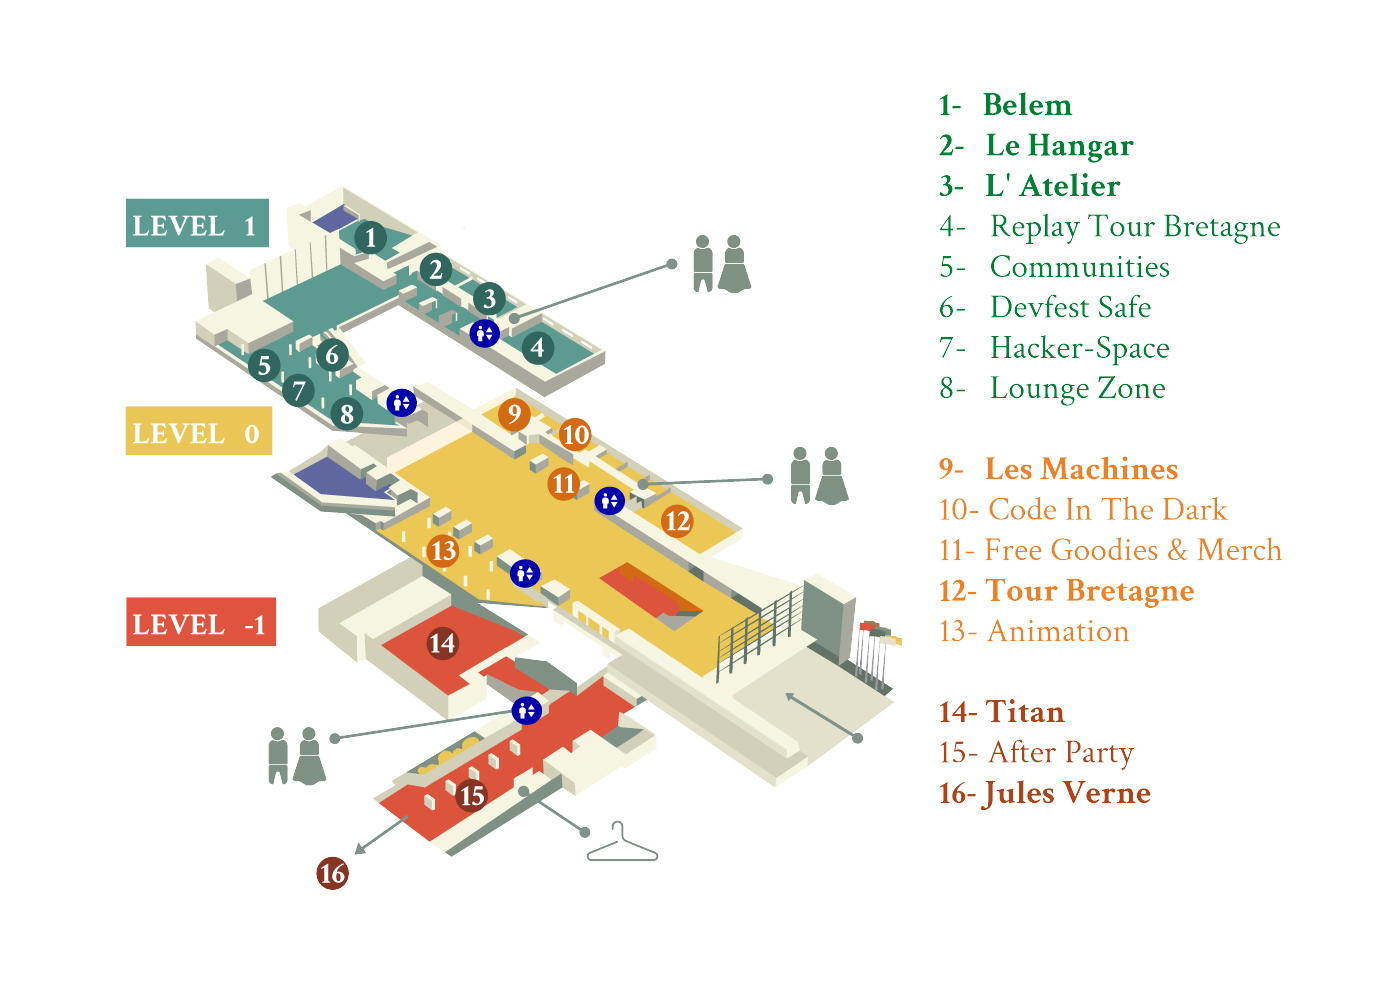 LEVEL 1
1
2
3
4
5
6
7
8
LEVEL 0
9
10
11
12
13
LEVEL -1
14
15
16
1- Belem
2- Le Hangar
3- L' Atelier
4- Replay Tour Bretagne
5- Communities
6- Devfest Safe
7- Hacker-Space
8- Lounge Zone
9- Les Machines
10- Code In The Dark
11- Free Goodies & Merch
12- Tour Bretagne
13- Animation
14- Titan
15- After Party
16- Jules Verne